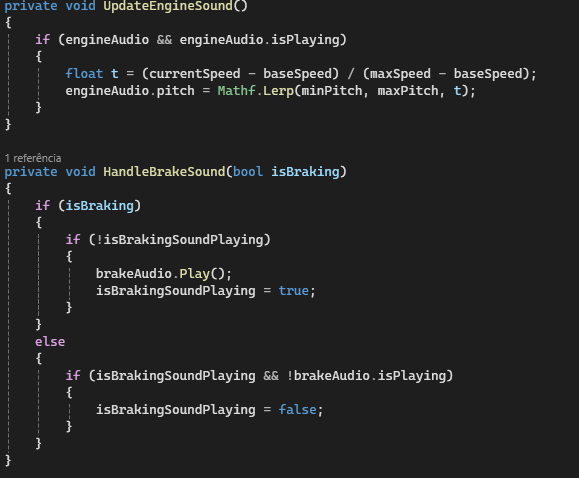 private void UpdateEngineSound()
{
if (engineAudio && engineAudio.isPlaying)
{
float t = (currentSpeed - baseSpeed) / (maxSpeed - baseSpeed);
engineAudio.pitch = Mathf.Lerp(minPitch, maxPitch, t);
}
}
1 referência
private void HandleBrakeSound(bool isBraking)
{
if (isBraking)
{
if (!isBrakingSoundPlaying)
{
brakeAudio.Play();
isBrakingSoundPlaying = true;
}
}
else
{
if (isBrakingSoundPlaying && !brakeAudio.isPlaying)
{
isBrakingSoundPlaying = false;
}
}
}